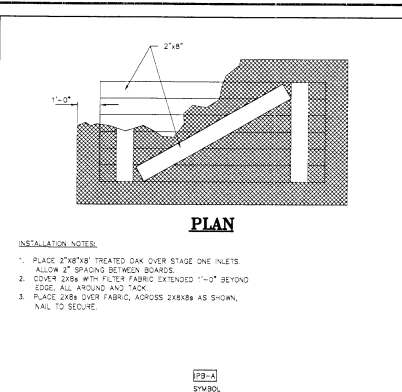 2"x8"
1'-0"
PLAN
INSTALLATION NOTES:
1. PLACE 2"X8"X8' TREATED OAK OVER STAGE ONE INLETS.
ALLOW 2" SPACING BETWEEN BOARDS.
2. COVER 2X8s WITH FILTER FABRIC EXTENDED 1'-0" BEYOND
EDGE, ALL AROUND AND TACK.
3. PLACE 2X8s OVER FABRIC, ACROSS 2X8X8s AS SHOWN,
NAIL TO SECURE.
IPB-A
SYMBOL